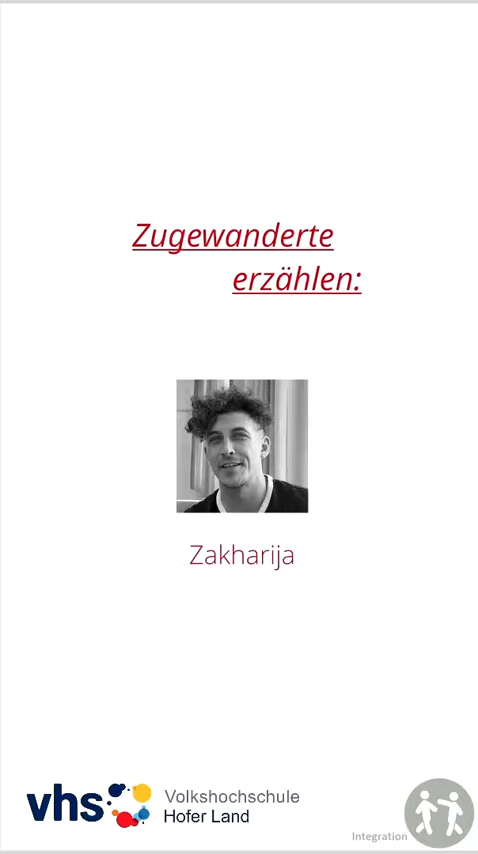 Zugewanderte
erzählen:
Zakharija
vhs
Volkshochschule
Hofer Land
Integration